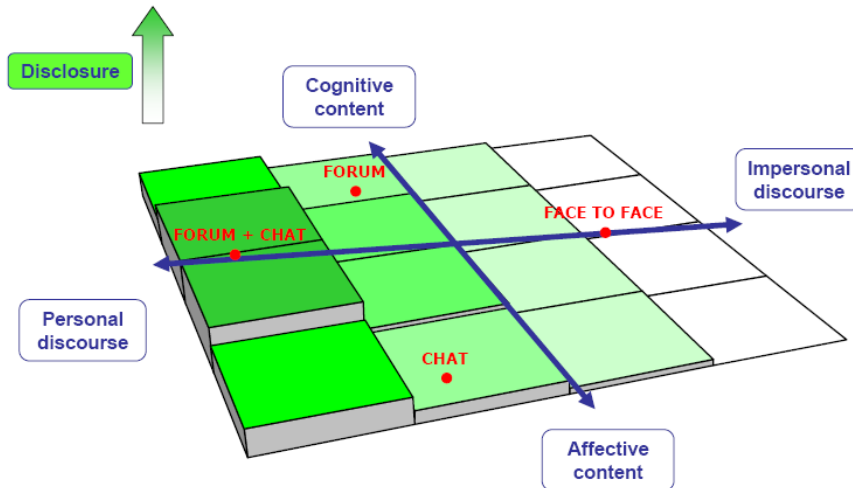 Disclosure
Cognitive
content
FORUM
Impersonal
discourse
FACE TO FACE
FORUM + CHAT
Personal
discourse
CHAT
Affective
content